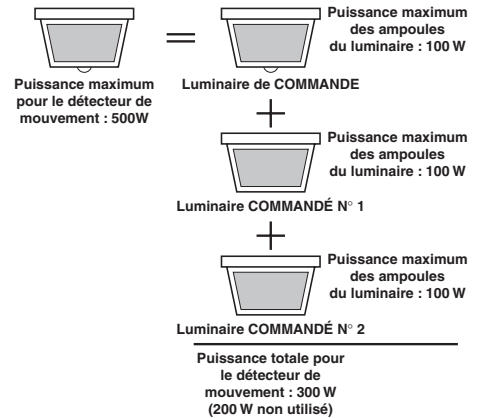 Puissance maximum
pour le détecteur de
mouvement : 500W
=
Puissance maximum
des ampoules
du luminaire : 100 W
Luminaire de COMMANDE
+
Puissance maximum
des ampoules
du luminaire : 100 W
Luminaire COMMANDÉ N° 1
+
Puissance maximum
des ampoules
du luminaire : 100 W
Luminaire COMMANDÉ N° 2
Puissance totale pour
le détecteur de
mouvement : 300 W
(200 W non utilisé)